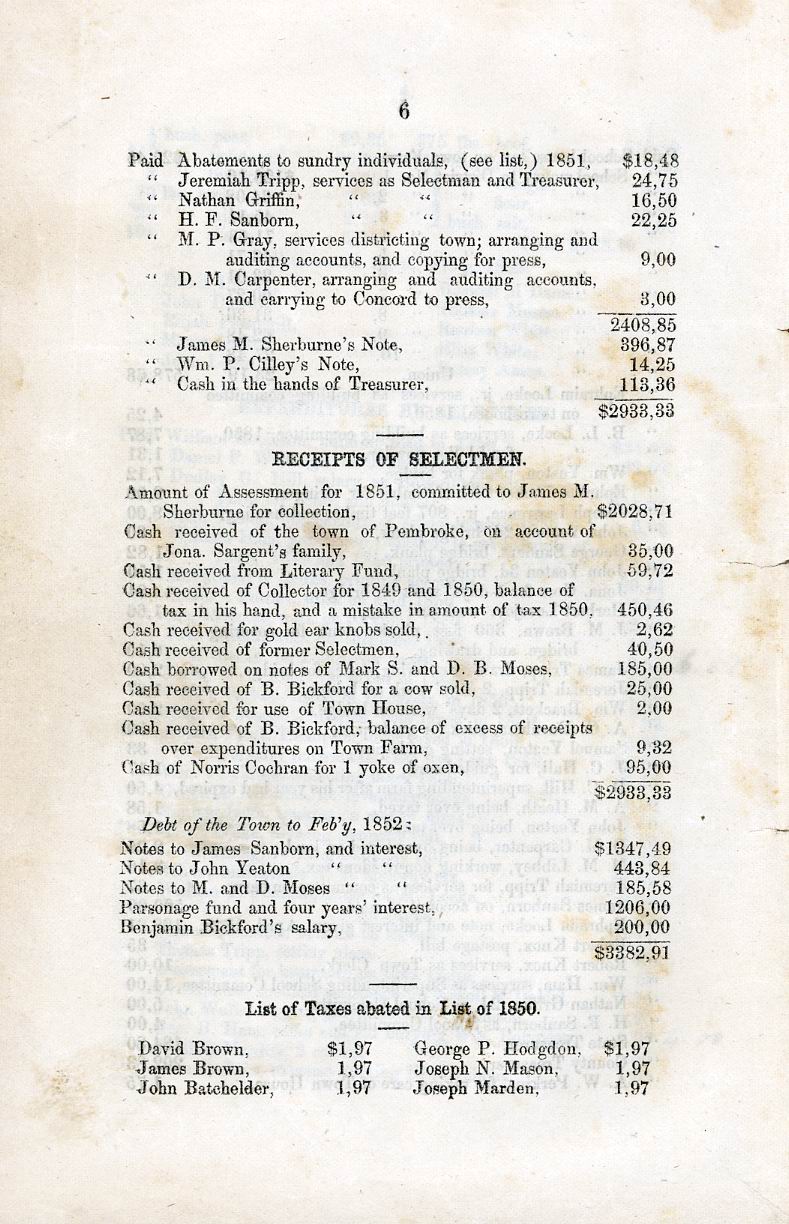 6
Paid Abatements to sundry individuals, (see list,) 1851, $18,48
“ Jeremiah Tripp, services as Selectman and Treasurer, 24,75
“ Nathan Griffin, “ “ 16,50
“ H. F. Sanborn, “ “ 22,25
“ M. P. Gray, services districting town; arranging and
auditing accounts, and copying for press, 9,00
“ D. M. Carpenter, arranging and auditing accounts,
and carrying to Concord to press, 3,00
2408,85
“ James M. Sherburne’s Note, 396,87
“ Wm. P. Cilley’s Note, 14,25
“ Cash in the hands of Treasurer, 113,36
$2933,33
RECEIPTS OF SELECTMEN.
Amount of Assessment for 1851, committed to James M.
Sherburne for collection, $2028,71
Cash received of the town of Pembroke, on account of
Jona. Sargent’s family, 35,00
Cash received from Literary Fund, 59,72
Cash received of Collector for 1849 and 1850, balance of
tax in his hand, and a mistake in amount of tax 1850, 450,46
Cash received for gold ear knobs sold, 2,62
Cash received of former Selectmen, 40,50
Cash borrowed on notes of Mark S. and D. B. Moses, 185,00
Cash received of B. Bickford for a cow sold, 25,00
Cash received for use of Town House, 2,00
Cash received of B. Bickford, balance of excess of receipts
over expenditures on Town Farm, 9,32
Cash of Norris Cochran for 1 yoke of oxen, 95,00
$2933,33
Debt of the Town to Feb’y, 1852:
Notes to James Sanborn, and interest, $1347,49
Notes to John Yeaton “ “ 443,84
Notes to M. and D. Moses “ “ 185,58
Parsonage fund and four years’ interest, 1206,00
Benjamin Bickford’s salary, 200,00
$3382,91
List of Taxes abated in List of 1850.
David Brown, $1,97 George P. Hodgdon, $1,97
James Brown, 1,97 Joseph N. Mason, 1,97
John Batchelder, 1,97 Joseph Marden, 1,97